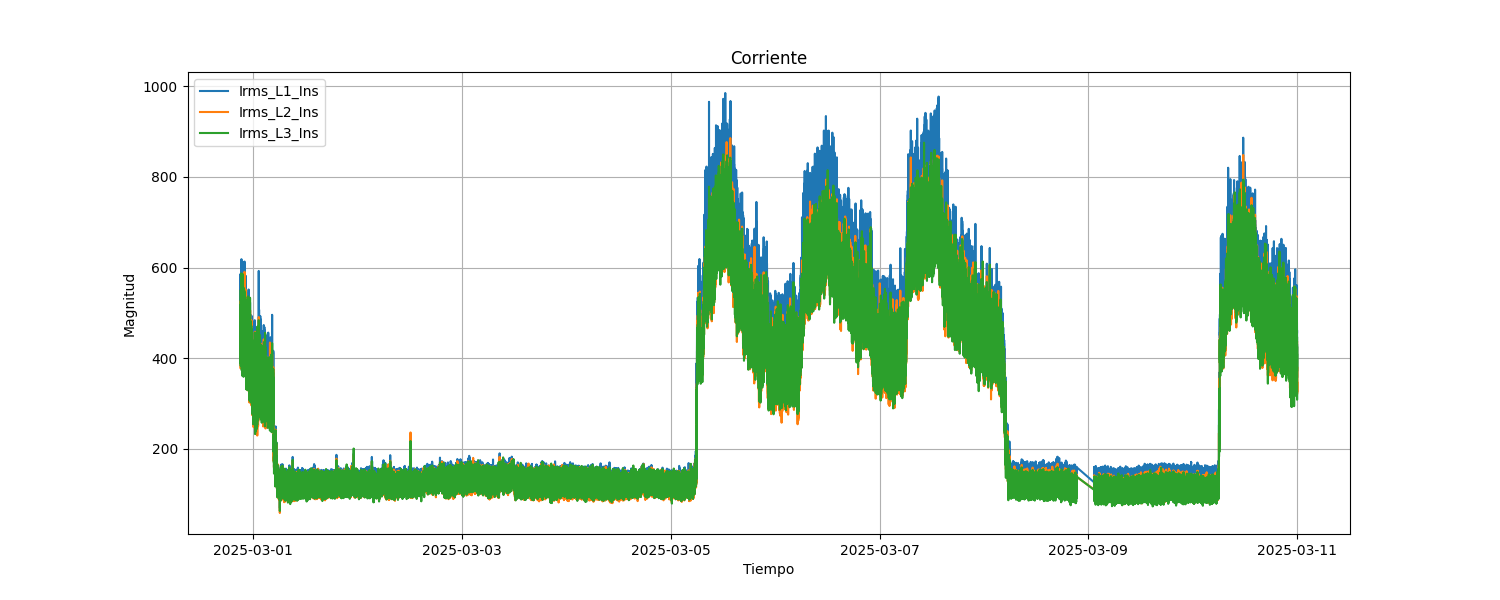 Corriente
Irms_L1_Ins
Irms_L2_Ins
Irms_L3_Ins
1000
800
600
400
200
Magnitud
2025-03-01 2025-03-03 2025-03-05 2025-03-07 2025-03-09 2025-03-11
Tiempo